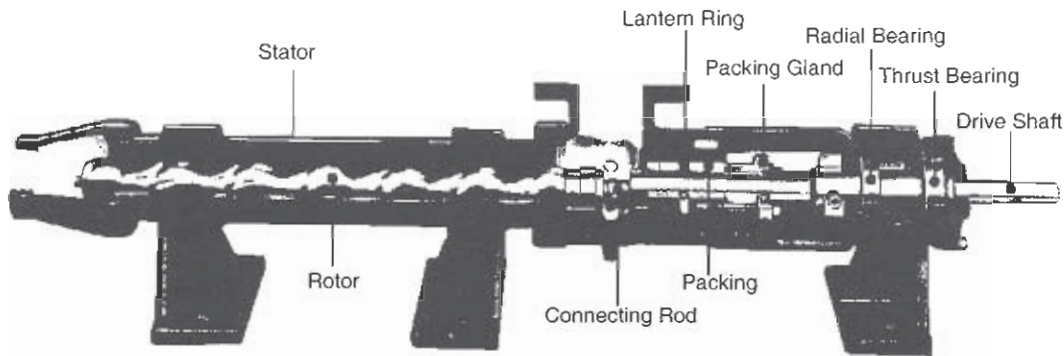 Lantern Ring
Radial Bearing
Stator
Packing Gland
Thrust Bearing
Drive Shaft
Rotor
Packing
Connecting Rod